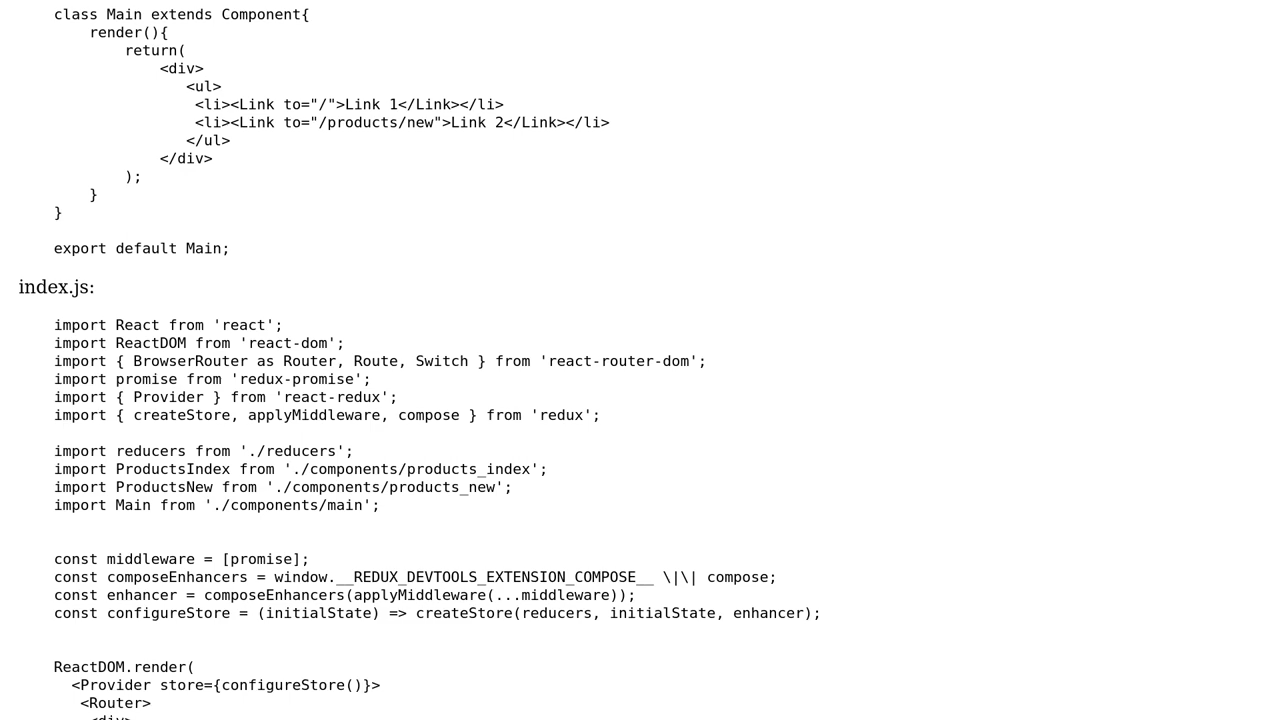 class Main extends Component{
render(){
return(
<div>
<ul>
<li><Link to="/">Link 1</Link></li>
<li><Link to="/products/new">Link 2</Link></li>
</ul>
</div>
);
}
}
export default Main;
index.js:
import React from 'react';
import ReactDOM from 'react-dom';
import { BrowserRouter as Router, Route, Switch } from 'react-router-dom';
import promise from 'redux-promise';
import { Provider } from 'react-redux';
import { createStore, applyMiddleware, compose } from 'redux';
import reducers from './reducers';
import ProductsIndex from './components/products_index';
import ProductsNew from './components/products_new';
import Main from './components/main';
const middleware = [promise];
const composeEnhancers = window.__REDUX_DEVTOOLS_EXTENSION_COMPOSE__ \|\| compose;
const enhancer = composeEnhancers(applyMiddleware(...middleware));
const configureStore = (initialState) => createStore(reducers, initialState, enhancer);
ReactDOM.render(
<Provider store={configureStore()}>
<Router>
<div>